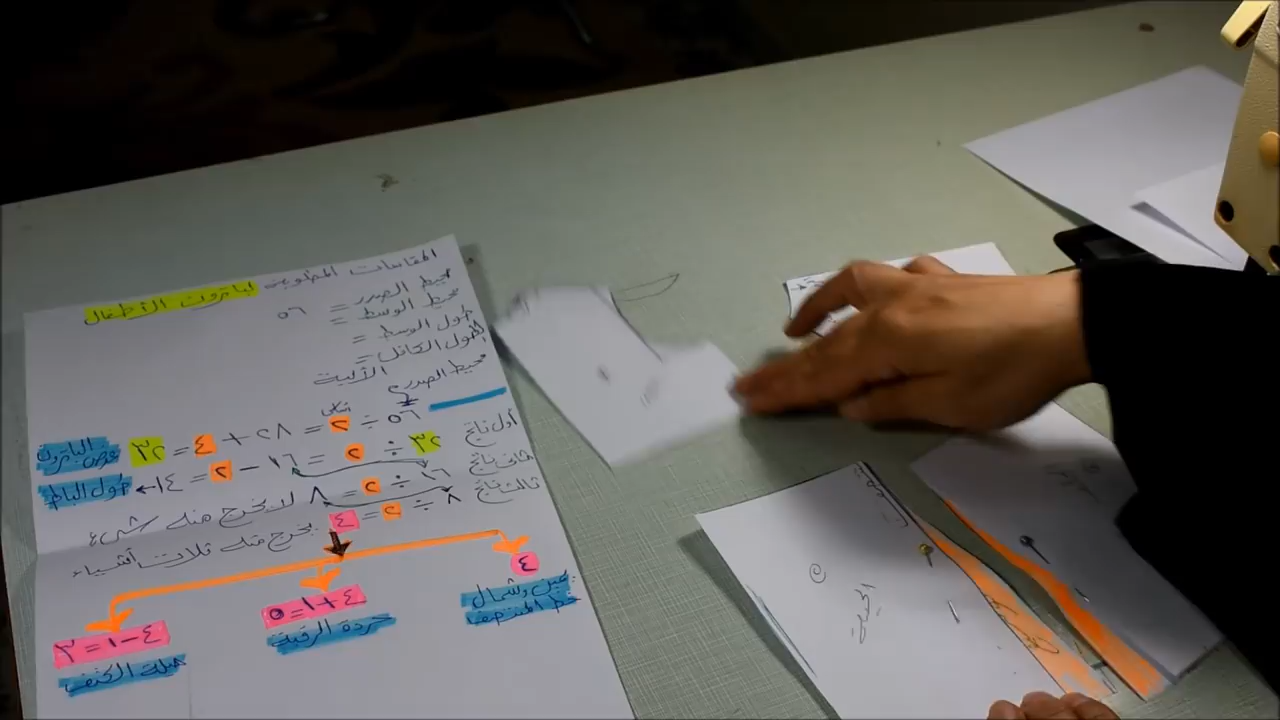 المقاسات المطلوبة لباترون الأطفال
محيط الصدر =
محيط الوسط = ٥٦
طول الوسط =
الطول الكامل =
محيط الصدر الألية
٥٦ ÷ ٢ = ٢٨ + ٤ = ٣٢ عرض الباترون
أول ناتج ٣٢ ÷ ٢ = ١٦ - ٢ = ١٤ ← طول الباط
ثاني ناتج ١٦ ÷ ٢ = ٨ لا يخرج منه شيء
ثالث ناتج ٨ ÷ ٢ = ٤ يخرج منه ثلاث أشياء
٤ يمين وشمال خط المنتصف
٤+١=٥ حردة الرقبة
٤-١=٣ ميلة الكتف